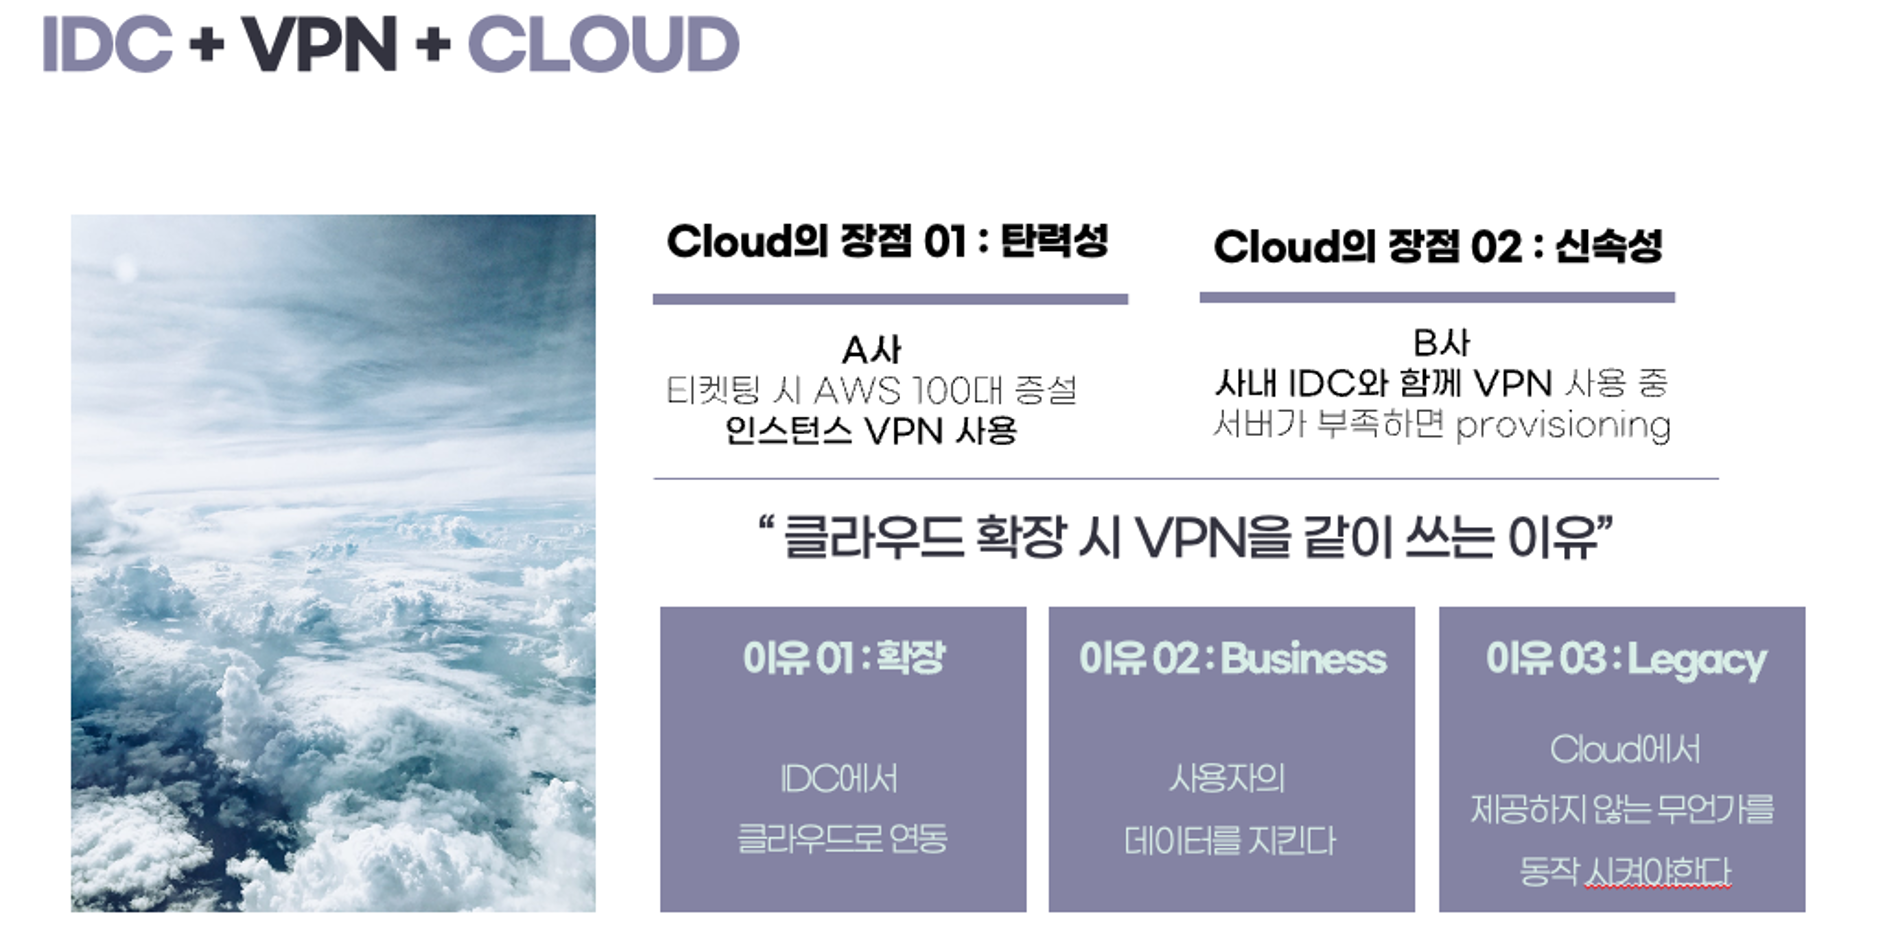 IDC + VPN + CLOUD
Cloud의 장점 01 : 탄력성
A사
티켓팅 시 AWS 100대 증설
인스턴스 VPN 사용
Cloud의 장점 02 : 신속성
B사
사내 IDC와 함께 VPN 사용 중
서버가 부족하면 provisioning
“ 클라우드 확장 시 VPN을 같이 쓰는 이유”
이유 01 : 확장
IDC에서
클라우드로 연동
이유 02 : Business
사용자의
데이터를 지킨다
이유 03 : Legacy
Cloud에서
제공하지 않는 무언가를
동작 시켜야한다